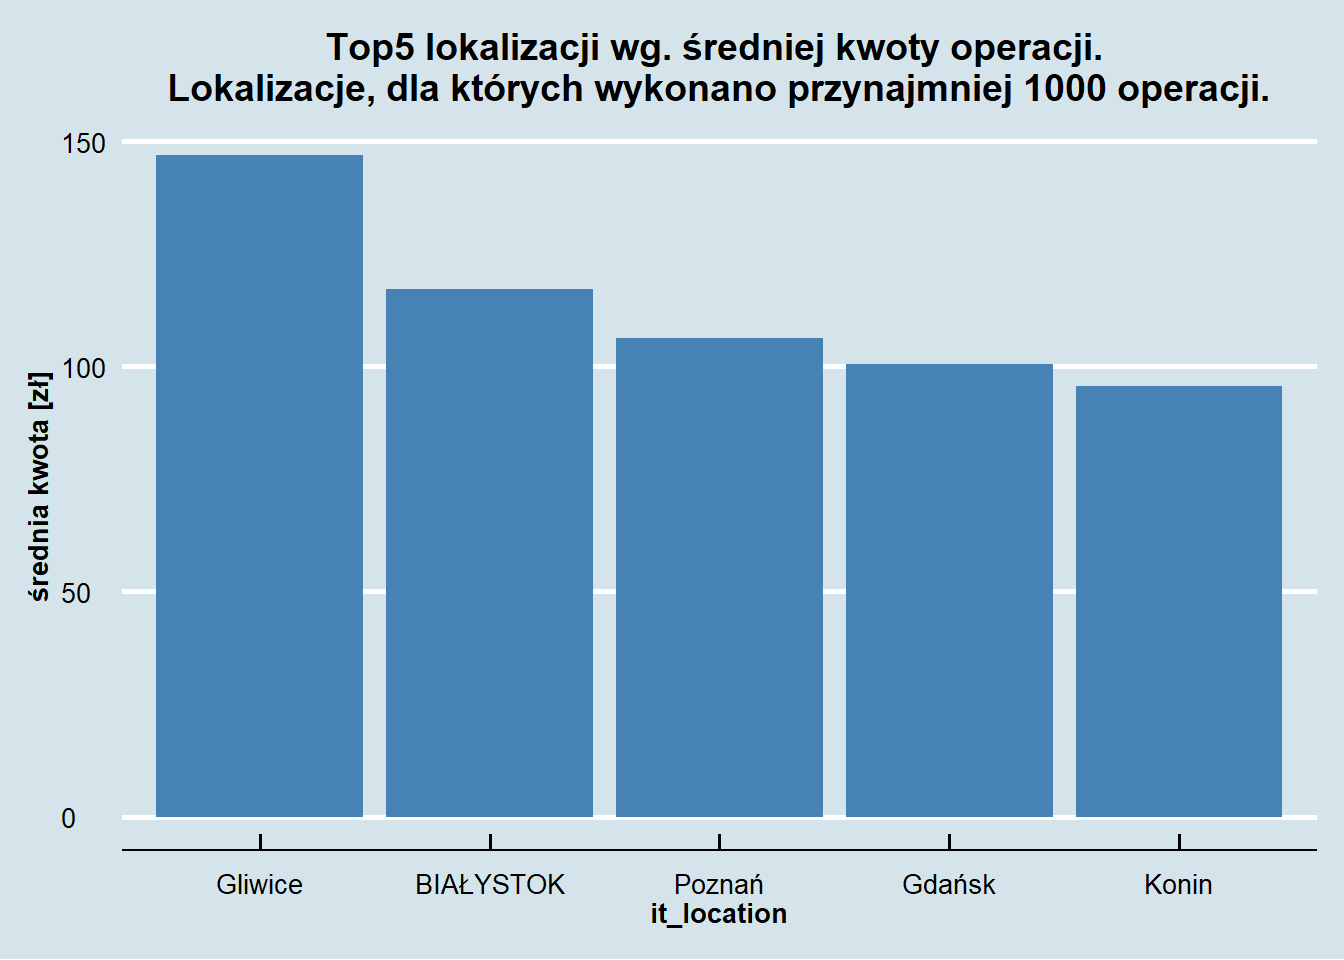 Top5 lokalizacji wg. średniej kwoty operacji.
Lokalizacje, dla których wykonano przynajmniej 1000 operacji.
150
100
50
0
średnia kwota [zł]
Gliwice BIAŁYSTOK Poznań Gdańsk Konin
it_location